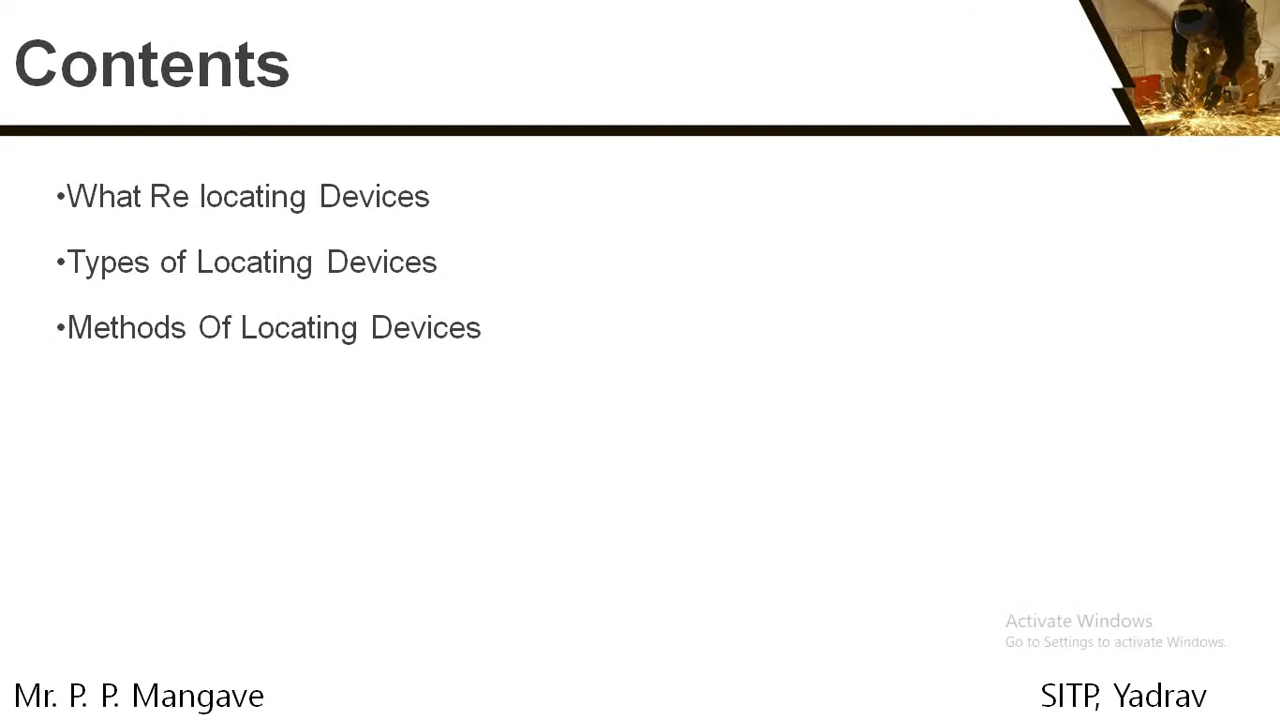 Contents
•What Re locating Devices
•Types of Locating Devices
•Methods Of Locating Devices
Activate Windows
Go to Settings to activate Windows.
Mr. P. P. Mangave
SITP, Yadrav